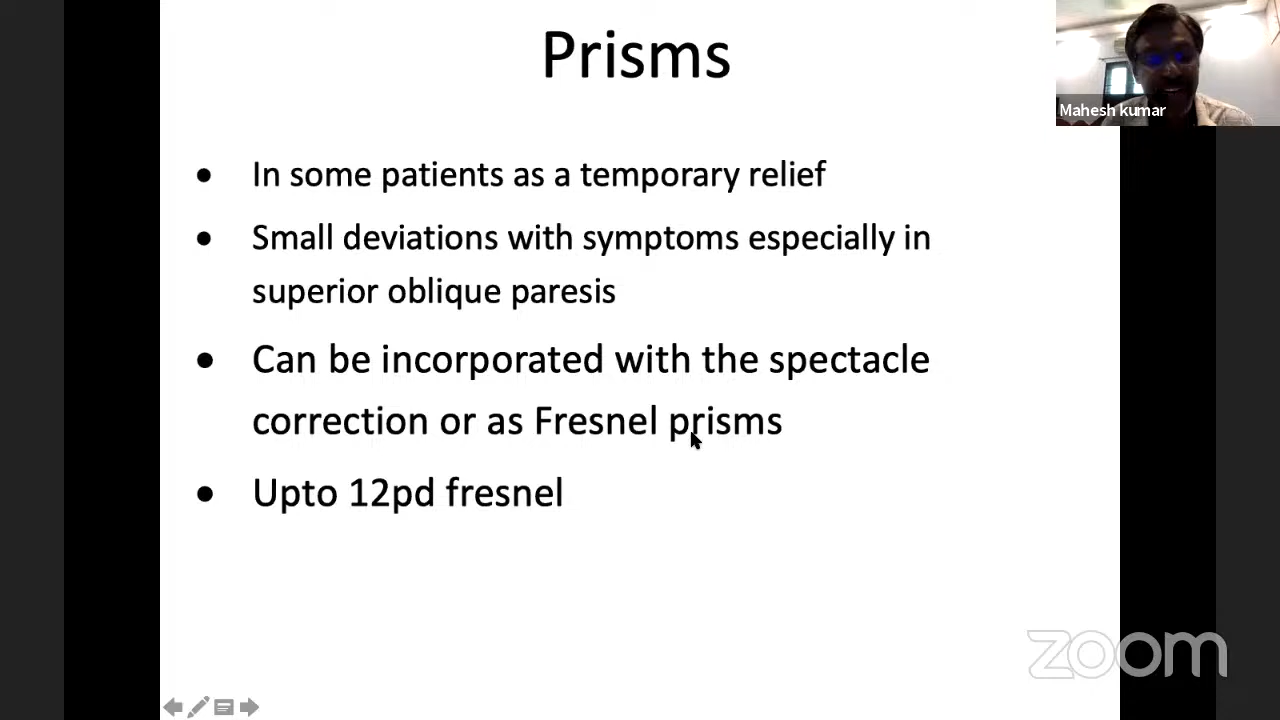 Prisms
Mahesh kumar
• In some patients as a temporary relief
• Small deviations with symptoms especially in
superior oblique paresis
• Can be incorporated with the spectacle
correction or as Fresnel prisms
• Upto 12pd fresnel
zoom